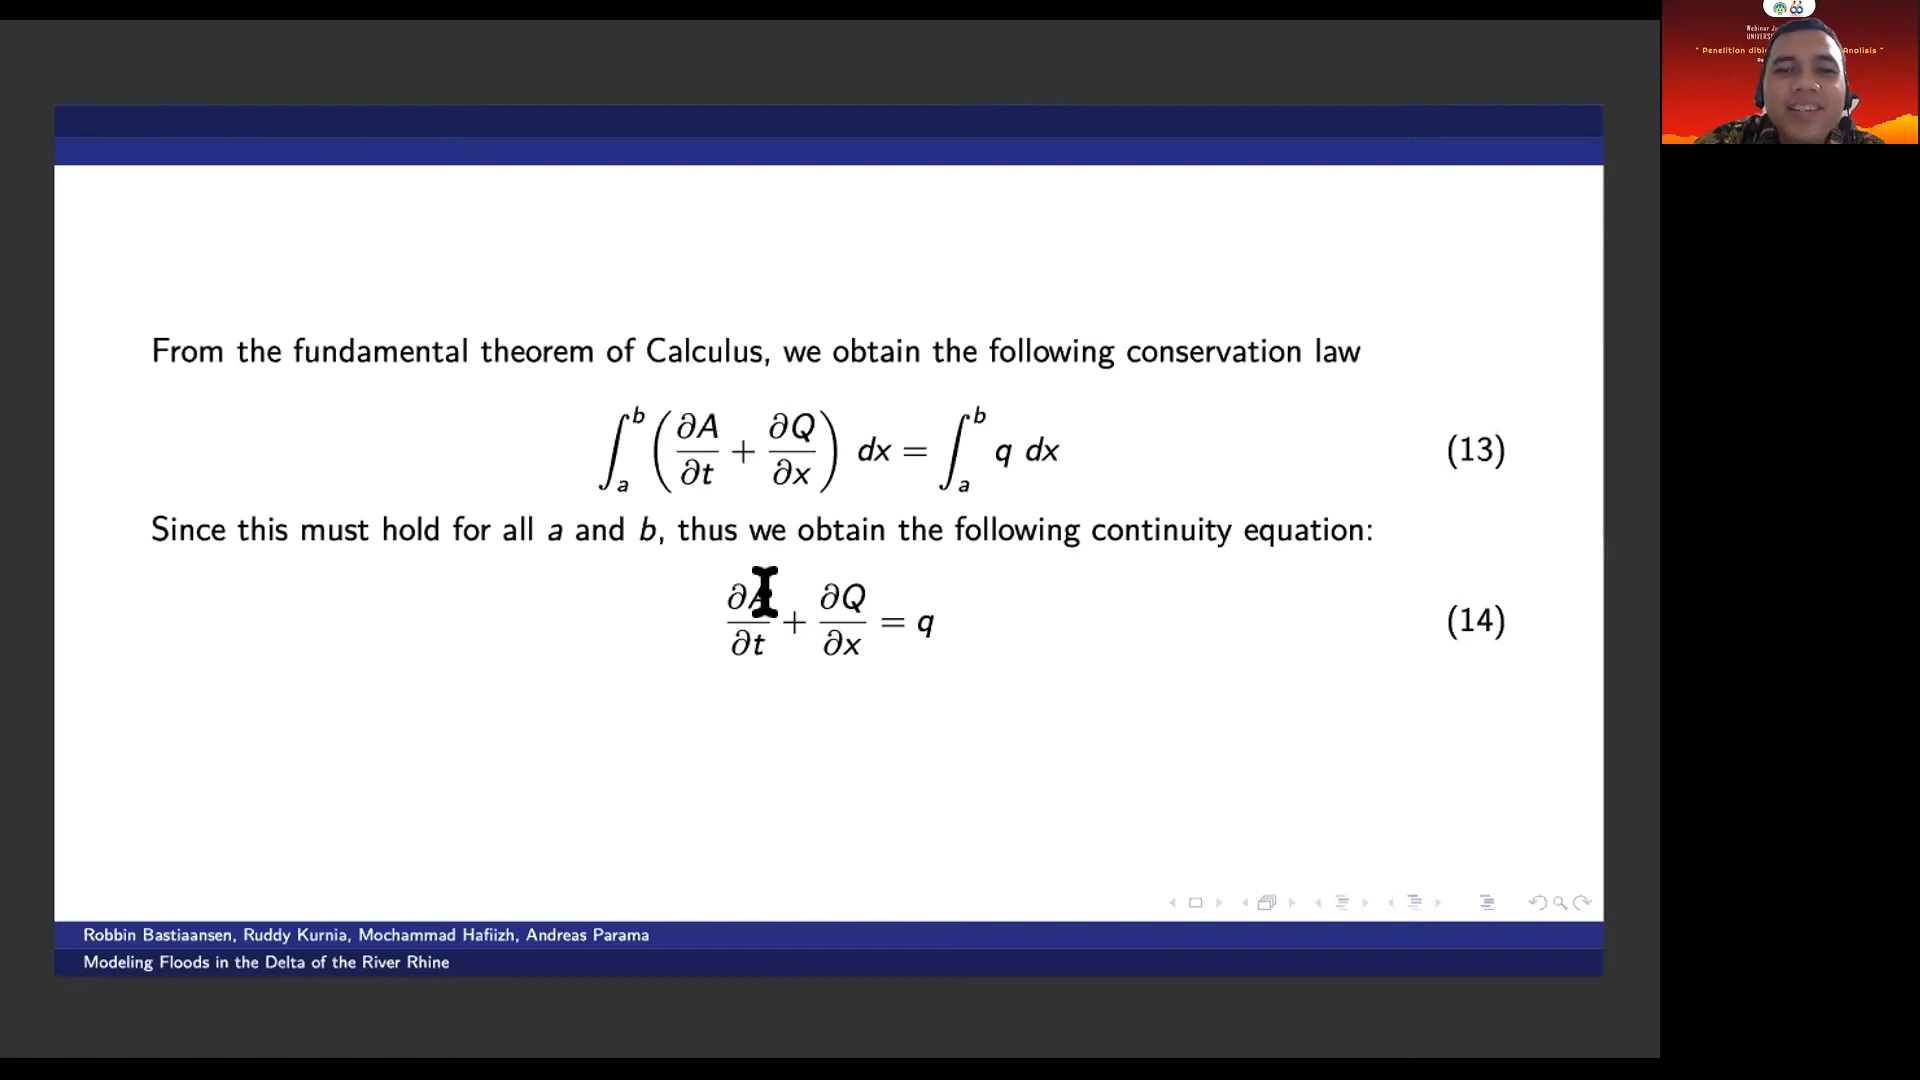 From the fundamental theorem of Calculus, we obtain the following conservation law
∫_a^b (∂A/∂t + ∂Q/∂x) dx = ∫_a^b q dx (13)
Since this must hold for all a and b, thus we obtain the following continuity equation:
∂A/∂t + ∂Q/∂x = q (14)
Robbin Bastiaansen, Ruddy Kurnia, Mochammad Hafiizh, Andreas Parama
Modeling Floods in the Delta of the River Rhine
66
Webinar
" Penelitian Analisis "